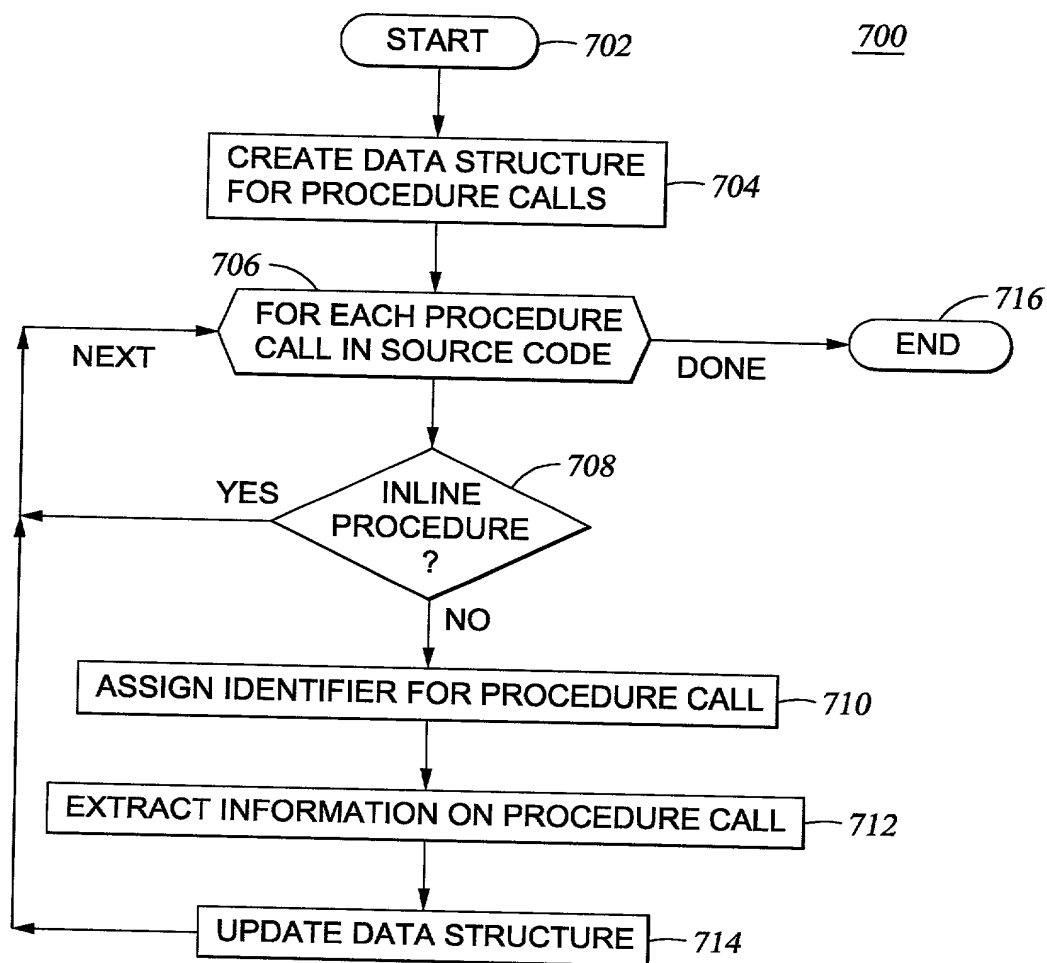 START
702
700
CREATE DATA STRUCTURE
FOR PROCEDURE CALLS
704
706
FOR EACH PROCEDURE
CALL IN SOURCE CODE
NEXT
DONE
716
END
708
YES
INLINE
PROCEDURE
?
NO
ASSIGN IDENTIFIER FOR PROCEDURE CALL
710
EXTRACT INFORMATION ON PROCEDURE CALL
712
UPDATE DATA STRUCTURE
714